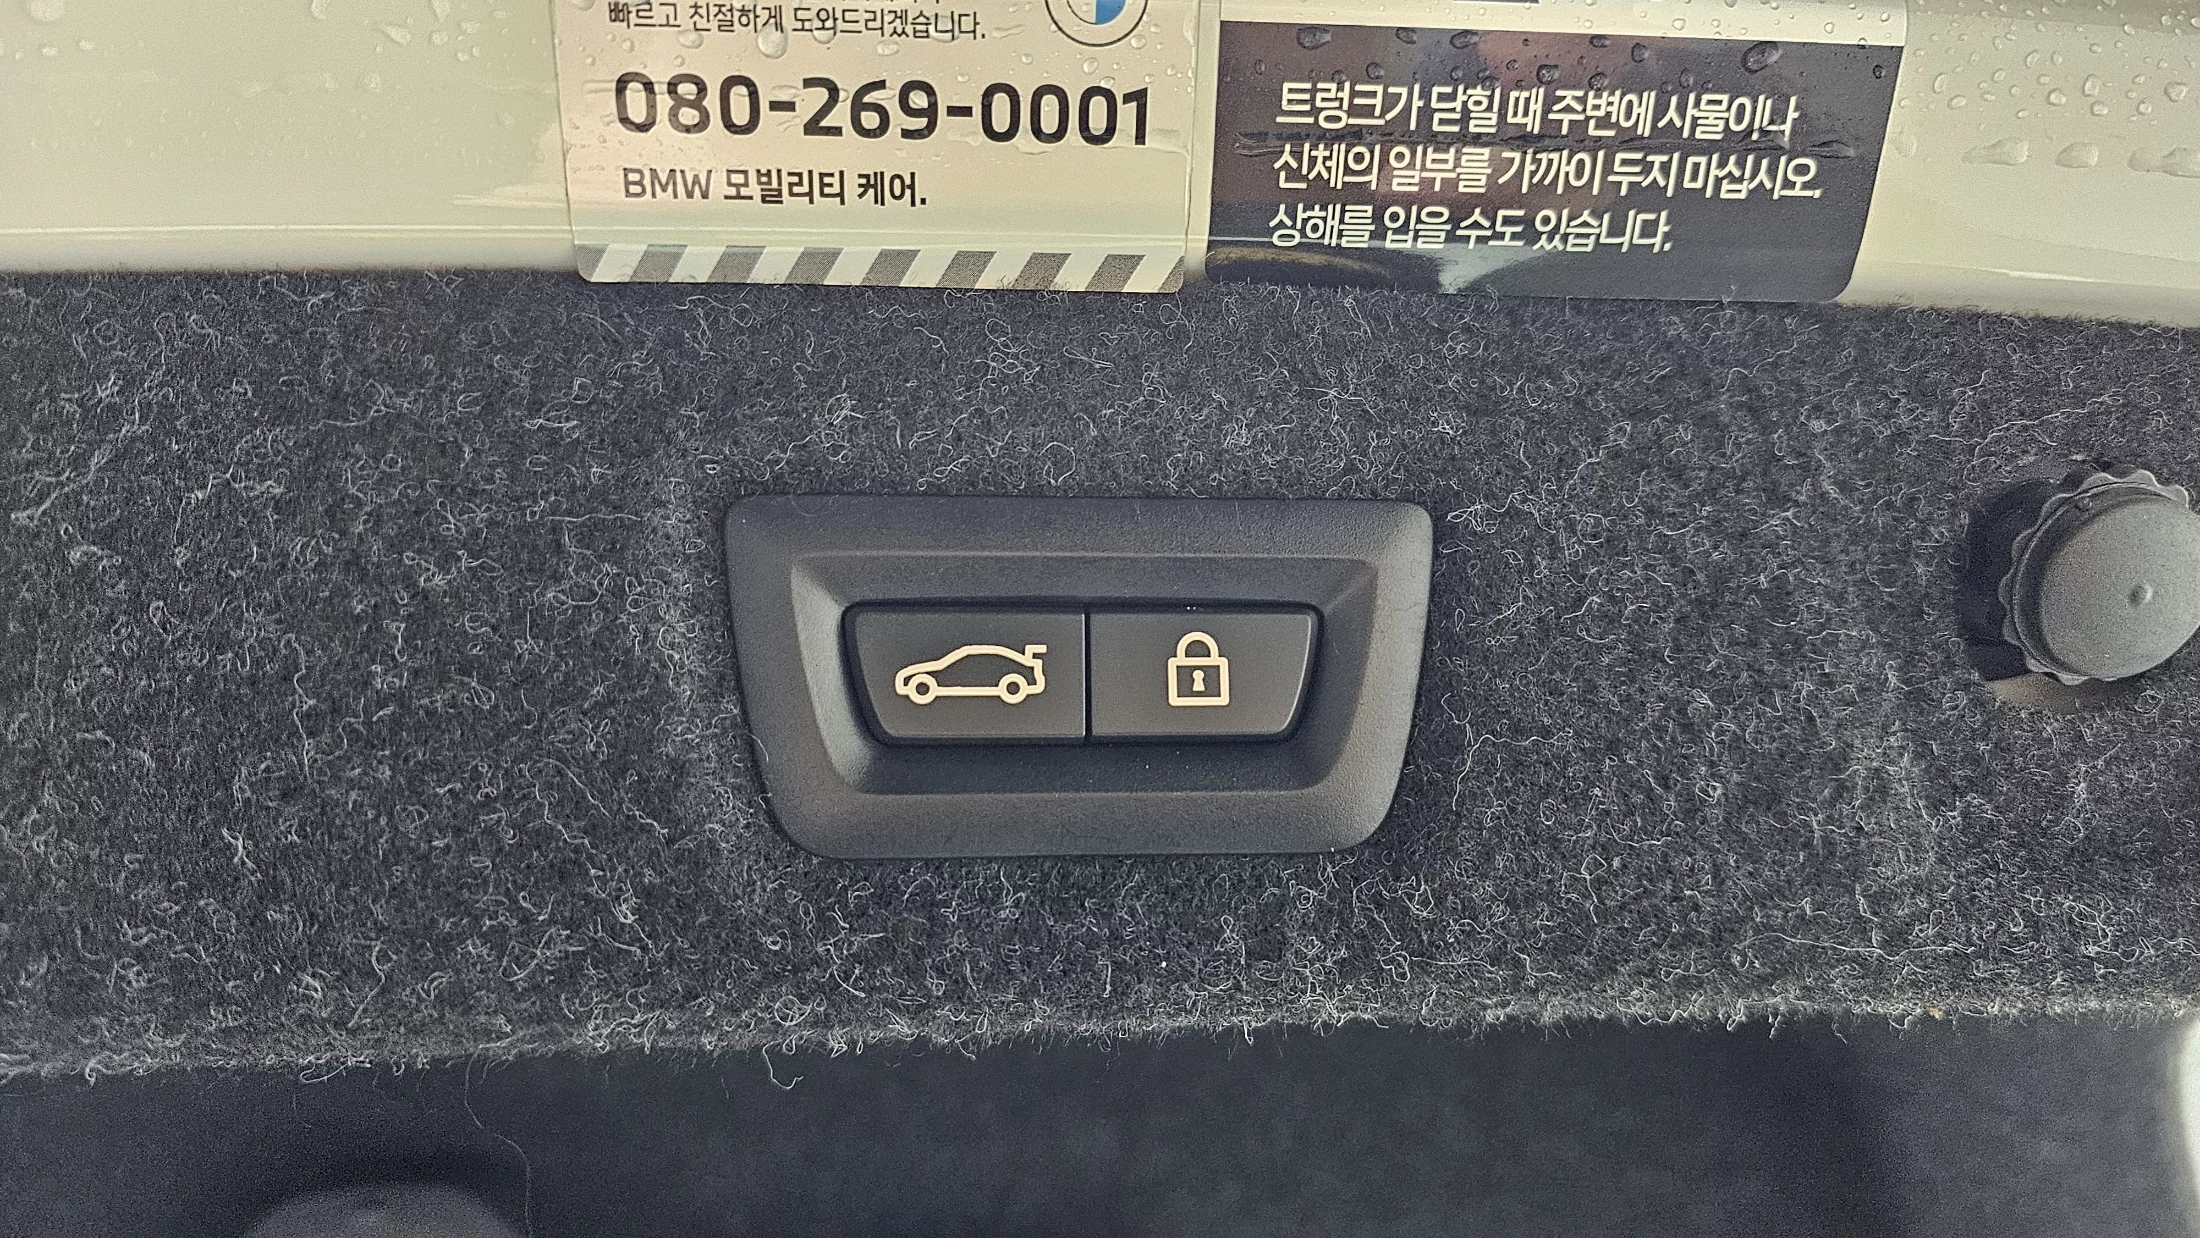 빠르고 친절하게 도와드리겠습니다.
080-269-0001
BMW 모빌리티 케어.
트렁크가 닫힐 때 주변에 사물이나
신체의 일부를 가까이 두지 마십시오.
상해를 입을 수도 있습니다.